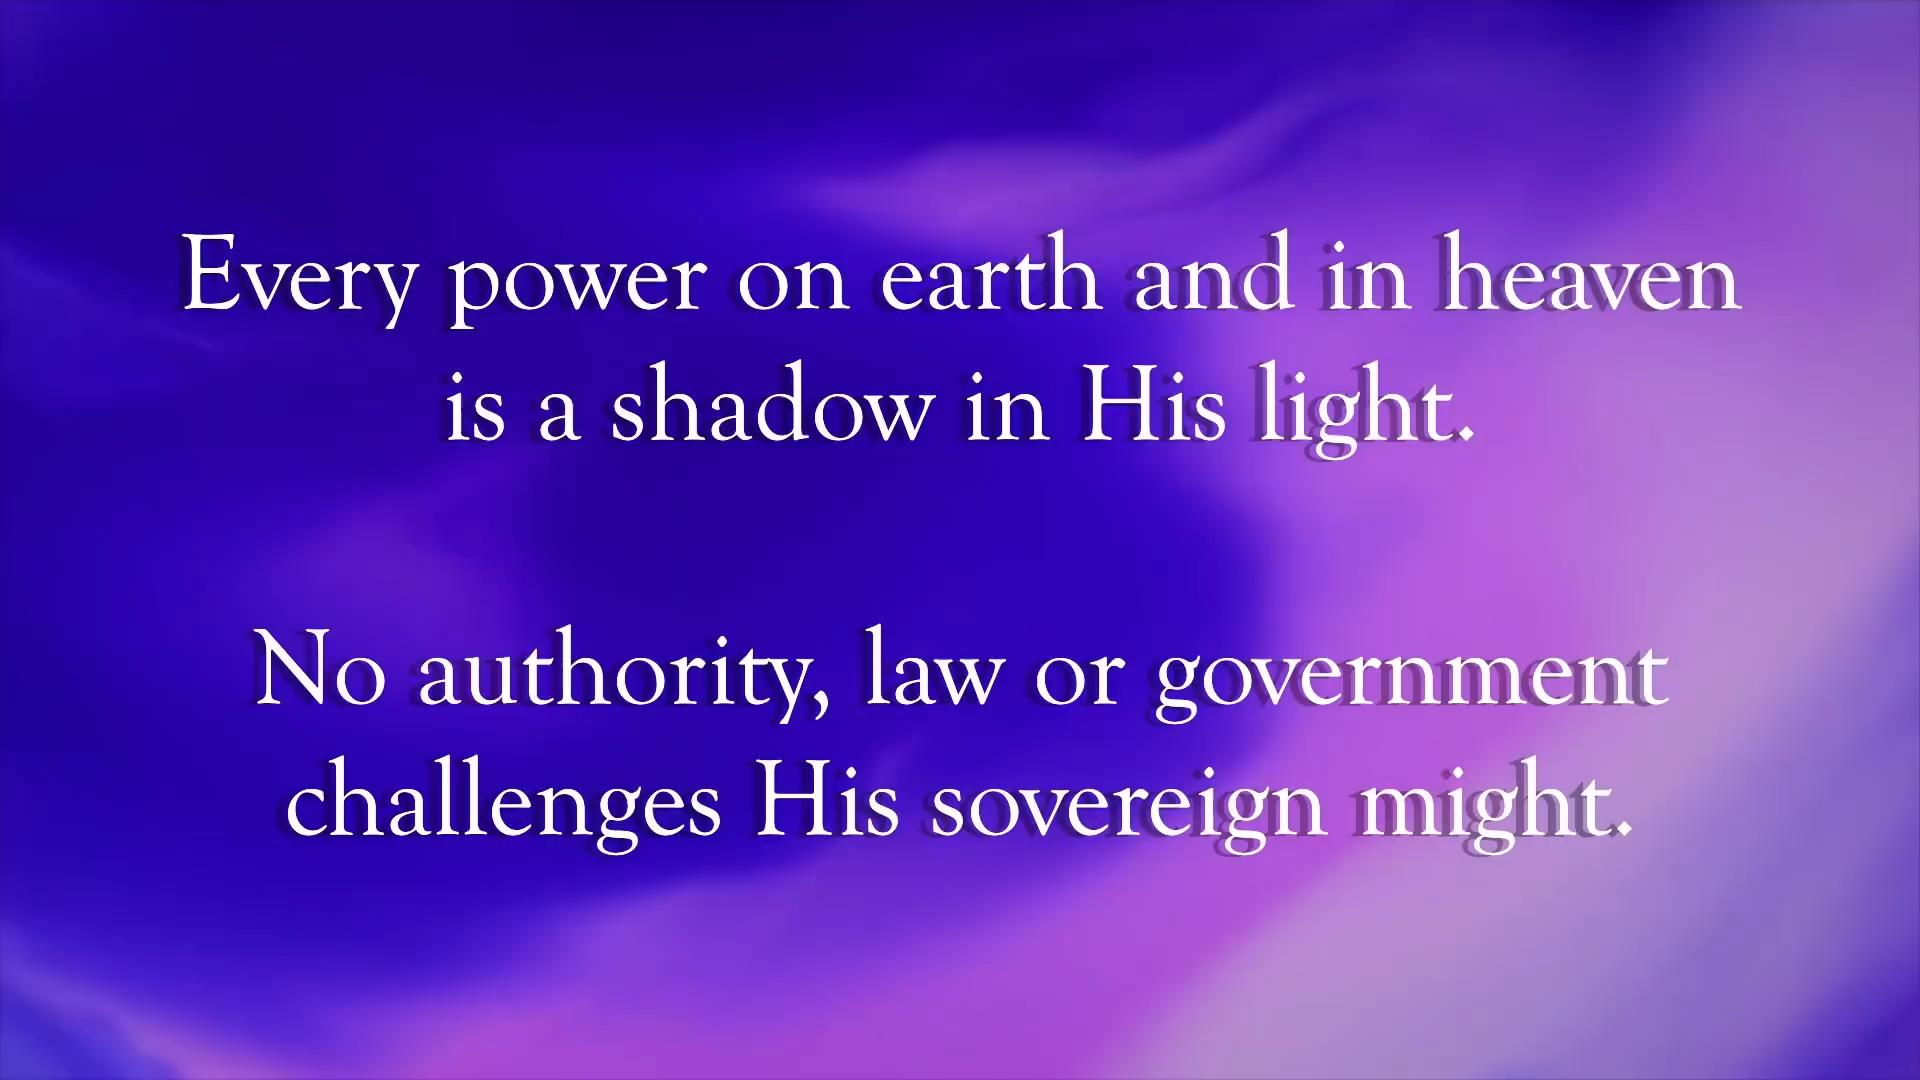 Every power on earth and in heaven
is a shadow in His light.
No authority, law or government
challenges His sovereign might.